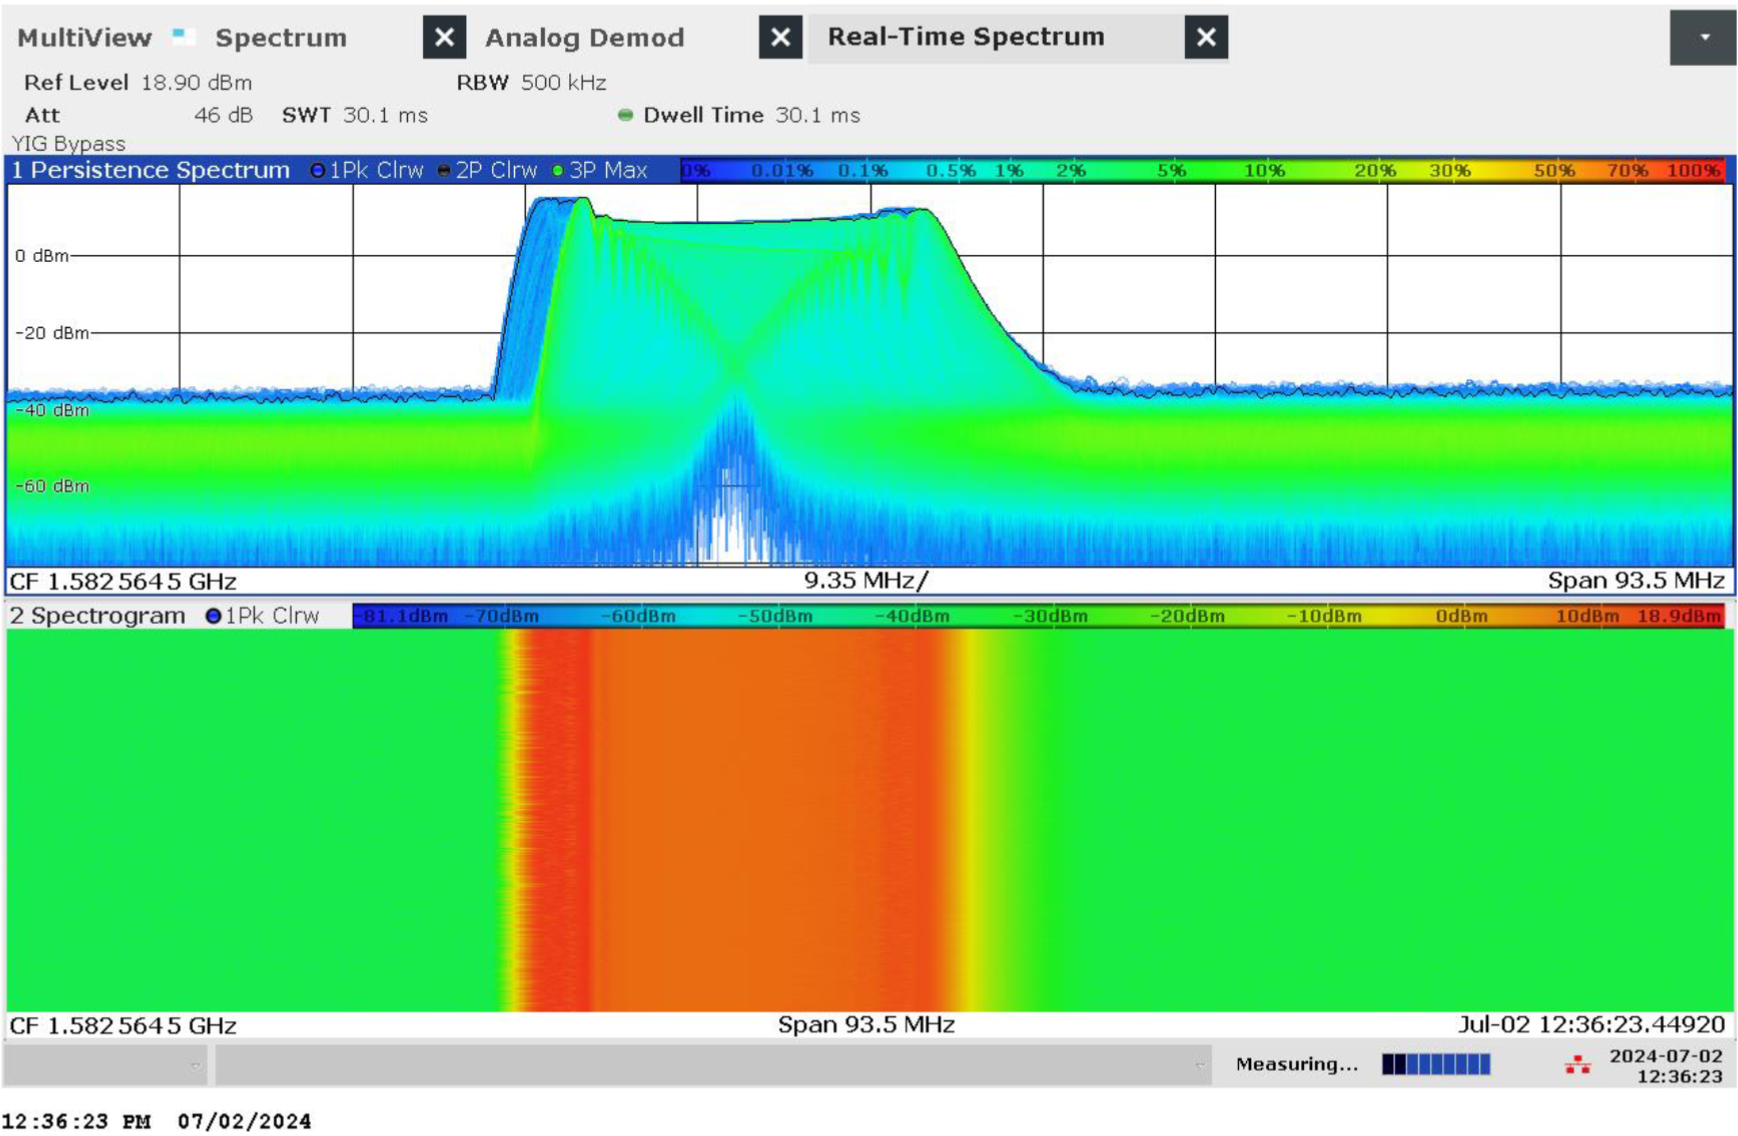 MultiView Spectrum X Analog Demod X Real-Time Spectrum X
Ref Level 18.90 dBm RBW 500 kHz
Att 46 dB SWT 30.1 ms Dwell Time 30.1 ms
YIG Bypass
1 Persistence Spectrum 1Pk Clrw 2P Clrw 3P Max 0% 0.01% 0.1% 0.5% 1% 2% 5% 10% 20% 30% 50% 70% 100%
0 dBm
-20 dBm
-40 dBm
-60 dBm
CF 1.5825645 GHz 9.35 MHz/ Span 93.5 MHz
2 Spectrogram 1Pk Clrw -81.1dBm -70dBm -60dBm -50dBm -40dBm -30dBm -20dBm -10dBm 0dBm 10dBm 18.9dBm
CF 1.5825645 GHz Span 93.5 MHz Jul-02 12:36:23.44920
Measuring... 2024-07-02
12:36:23
12:36:23 PM 07/02/2024